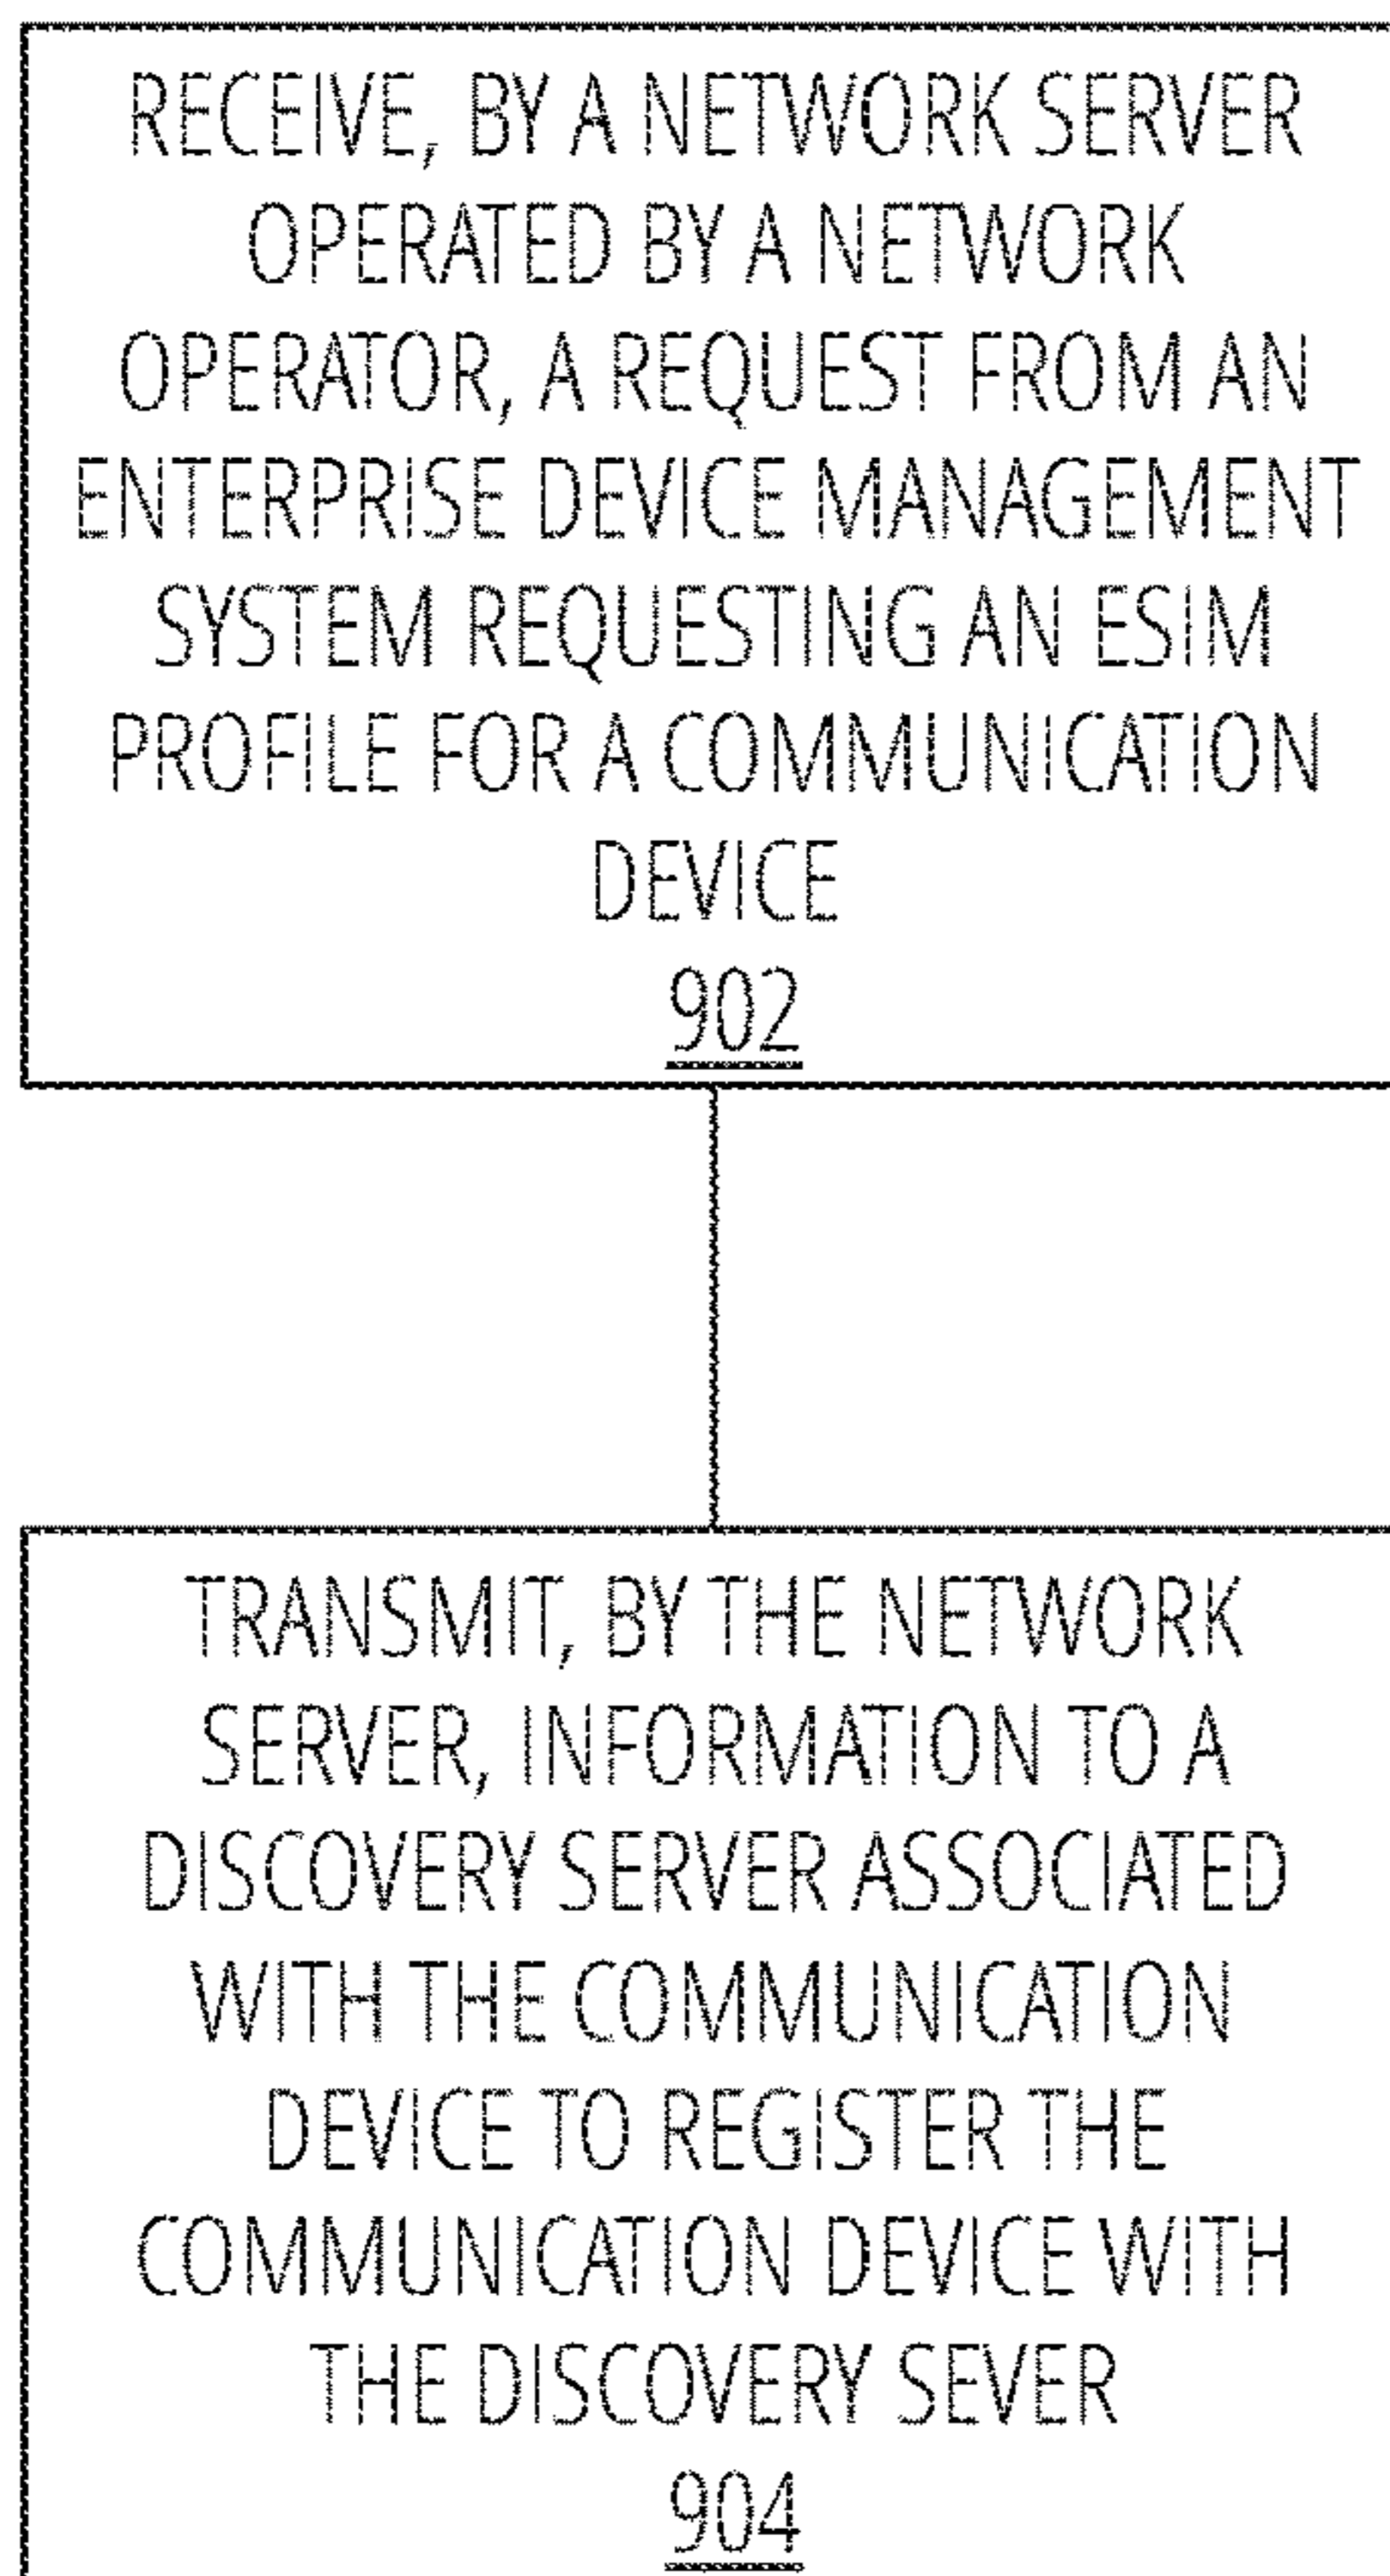 RECEIVE, BY A NETWORK SERVER
OPERATED BY A NETWORK
OPERATOR, A REQUEST FROM AN
ENTERPRISE DEVICE MANAGEMENT
SYSTEM REQUESTING AN ESIM
PROFILE FOR A COMMUNICATION
DEVICE
902
TRANSMIT, BY THE NETWORK
SERVER, INFORMATION TO A
DISCOVERY SERVER ASSOCIATED
WITH THE COMMUNICATION
DEVICE TO REGISTER THE
COMMUNICATION DEVICE WITH
THE DISCOVERY SEVER
904